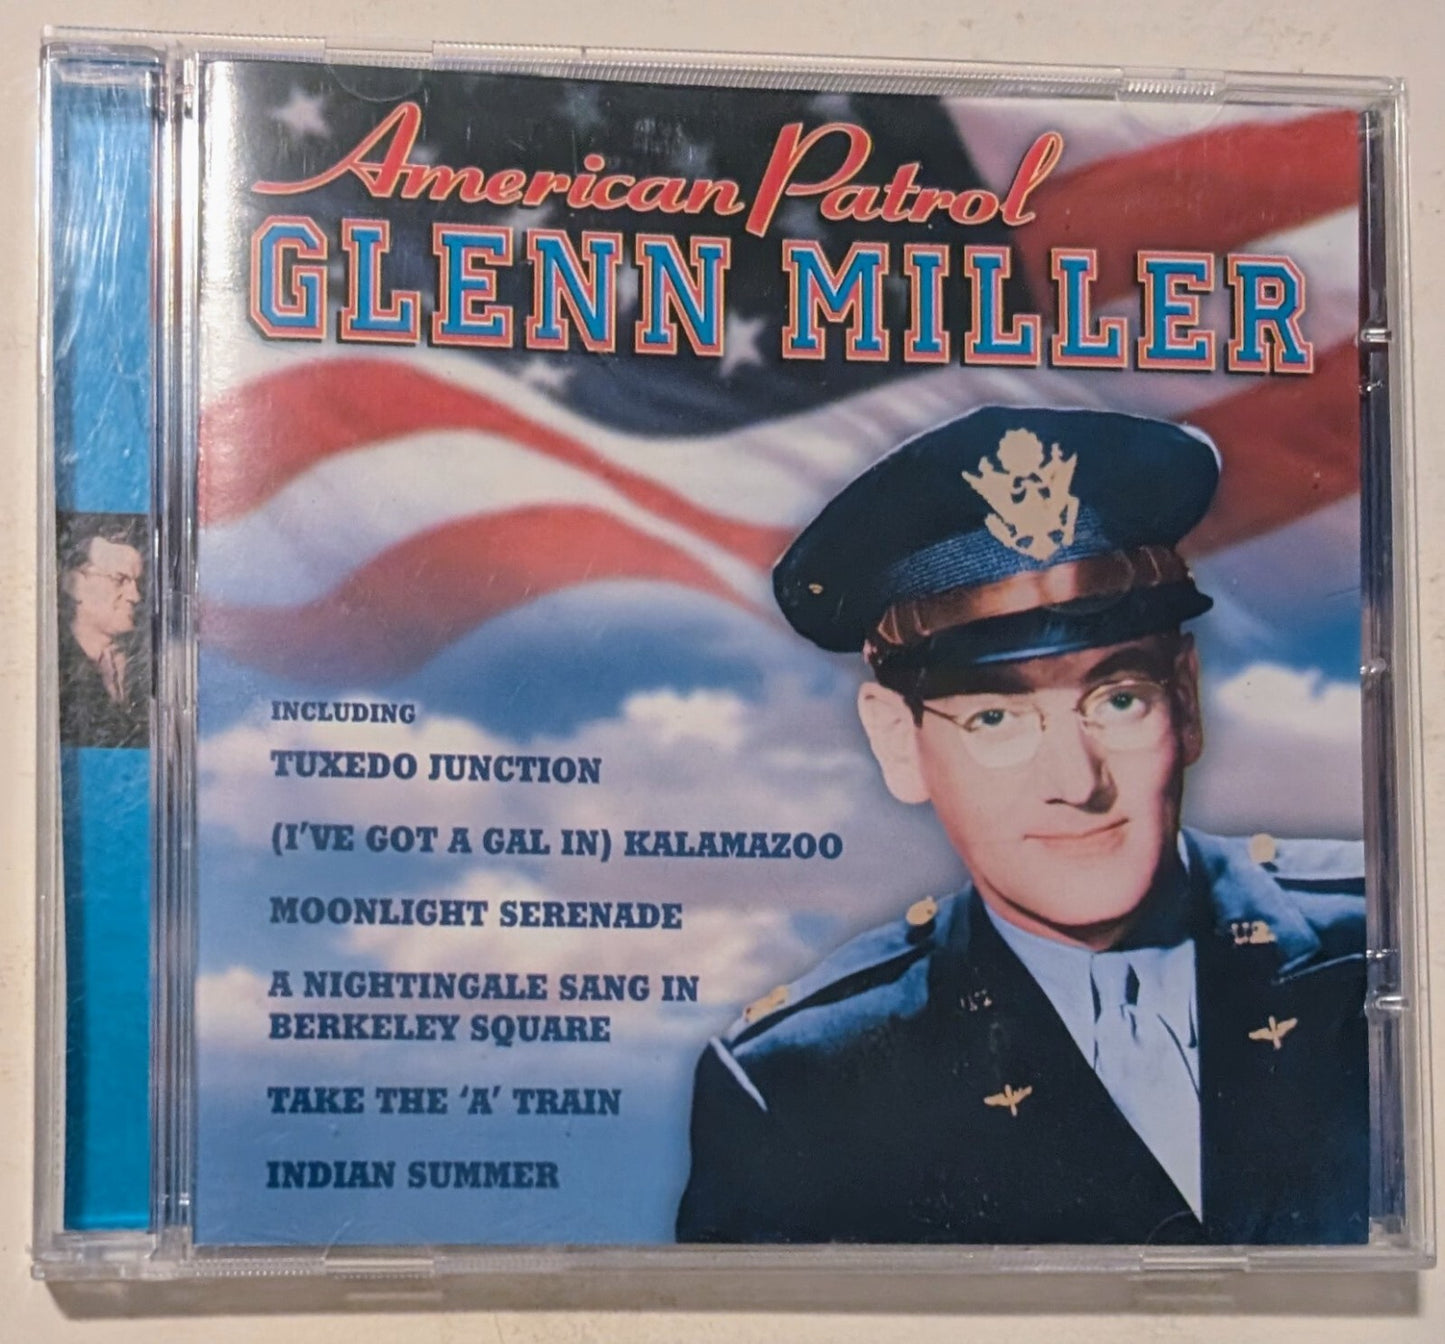 American Patrol
GLENN MILLER
INCLUDING
TUXEDO JUNCTION
(I'VE GOT A GAL IN) KALAMAZOO
MOONLIGHT SERENADE
A NIGHTINGALE SANG IN
BERKELEY SQUARE
TAKE THE ‘A’ TRAIN
INDIAN SUMMER
U.S.